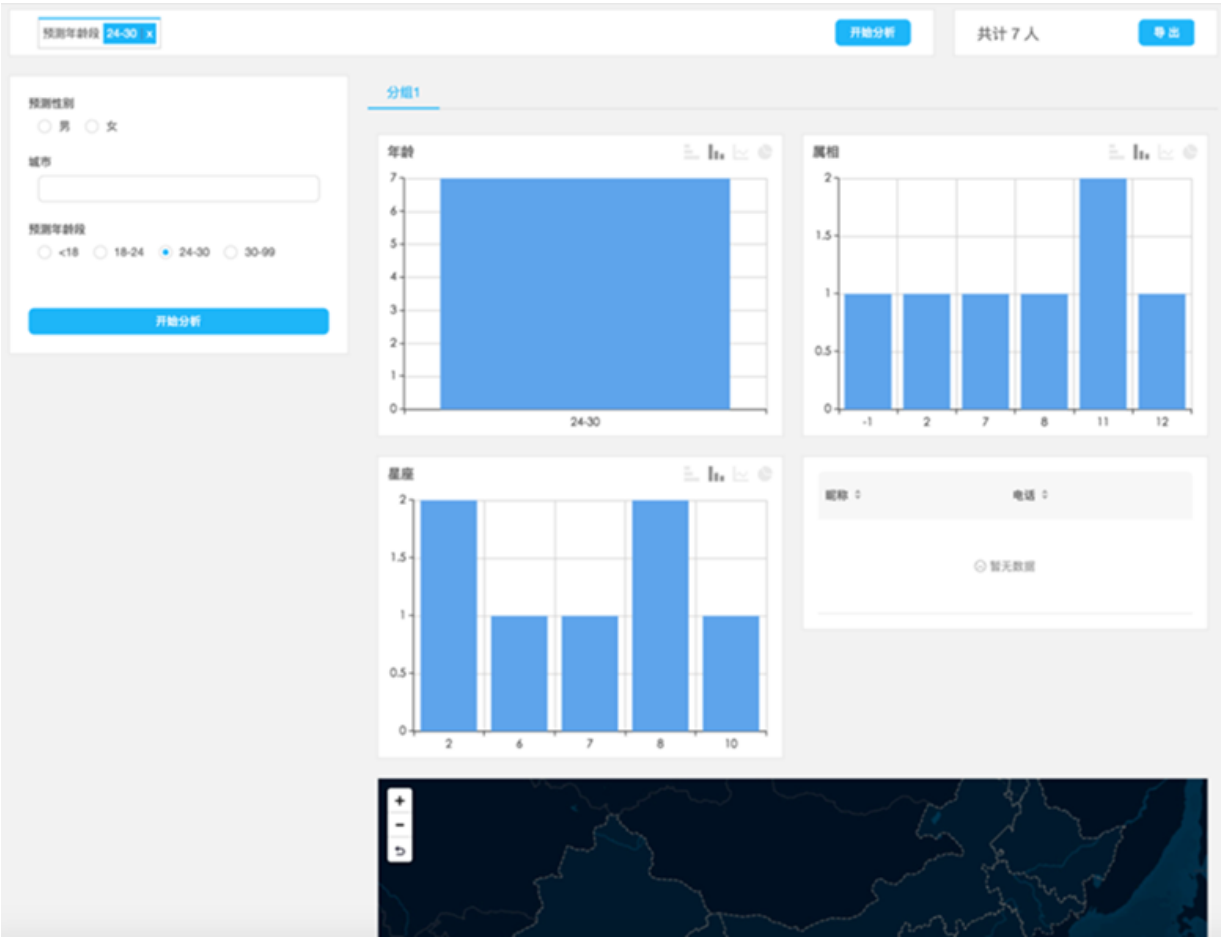 预测年龄段 24-30 x
开始分析
共计 7 人
导 出
预测性别
男 女
城市
预测年龄段
<18 18-24 24-30 30-99
开始分析
分组1
年龄
7
6
5
4
3
2
1
0
24-30
属相
2
1.5
1
0.5
0
-1 2 7 8 11 12
星座
2
1.5
1
0.5
0
2 6 7 8 10
昵称 电话
暂无数据
+
−